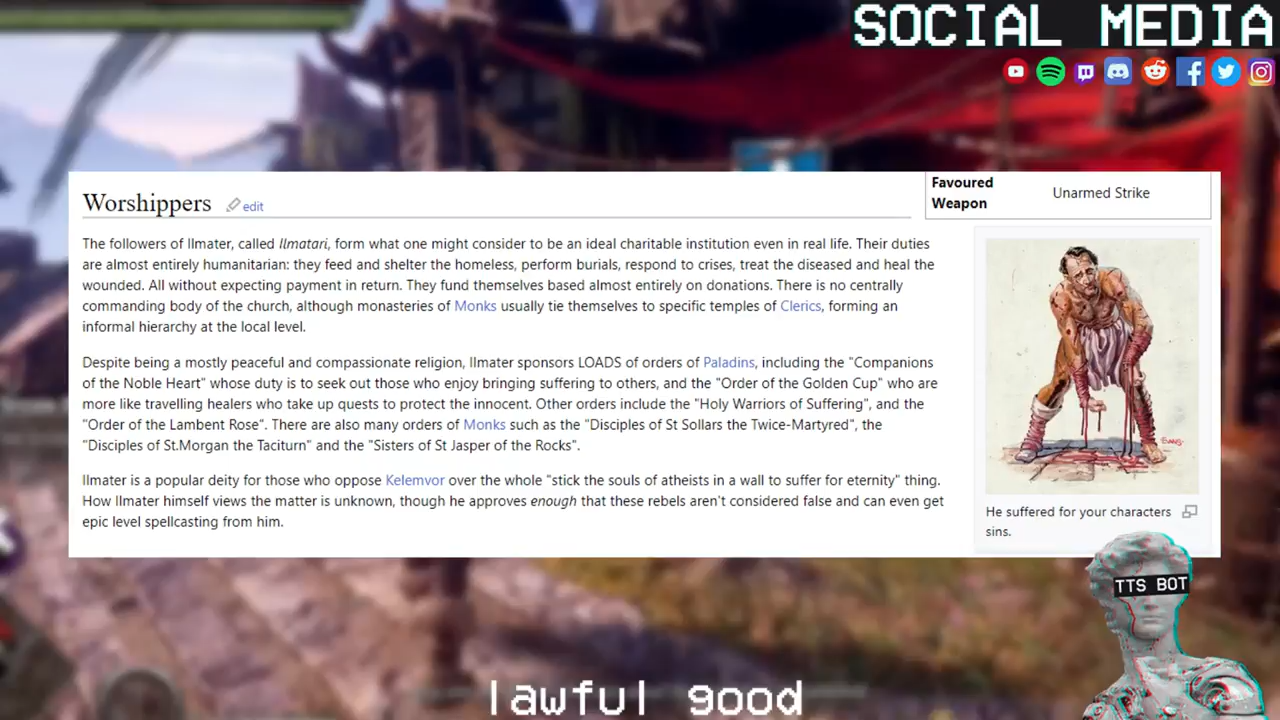 SOCIAL MEDIA
Worshippers edit
The followers of Ilmater, called Ilmatari, form what one might consider to be an ideal charitable institution even in real life. Their duties
are almost entirely humanitarian: they feed and shelter the homeless, perform burials, respond to crises, treat the diseased and heal the
wounded. All without expecting payment in return. They fund themselves based almost entirely on donations. There is no centrally
commanding body of the church, although monasteries of Monks usually tie themselves to specific temples of Clerics, forming an
informal hierarchy at the local level.
Despite being a mostly peaceful and compassionate religion, Ilmater sponsors LOADS of orders of Paladins, including the "Companions
of the Noble Heart" whose duty is to seek out those who enjoy bringing suffering to others, and the "Order of the Golden Cup" who are
more like travelling healers who take up quests to protect the innocent. Other orders include the "Holy Warriors of Suffering", and the
"Order of the Lambent Rose". There are also many orders of Monks such as the "Disciples of St Sollars the Twice-Martyred", the
"Disciples of St.Morgan the Taciturn" and the "Sisters of St Jasper of the Rocks".
Ilmater is a popular deity for those who oppose Kelemvor over the whole "stick the souls of atheists in a wall to suffer for eternity" thing.
How Ilmater himself views the matter is unknown, though he approves enough that these rebels aren't considered false and can even get
epic level spellcasting from him.
Favoured
Weapon
Unarmed Strike
He suffered for your characters
sins.
TTS BOT
lawful good